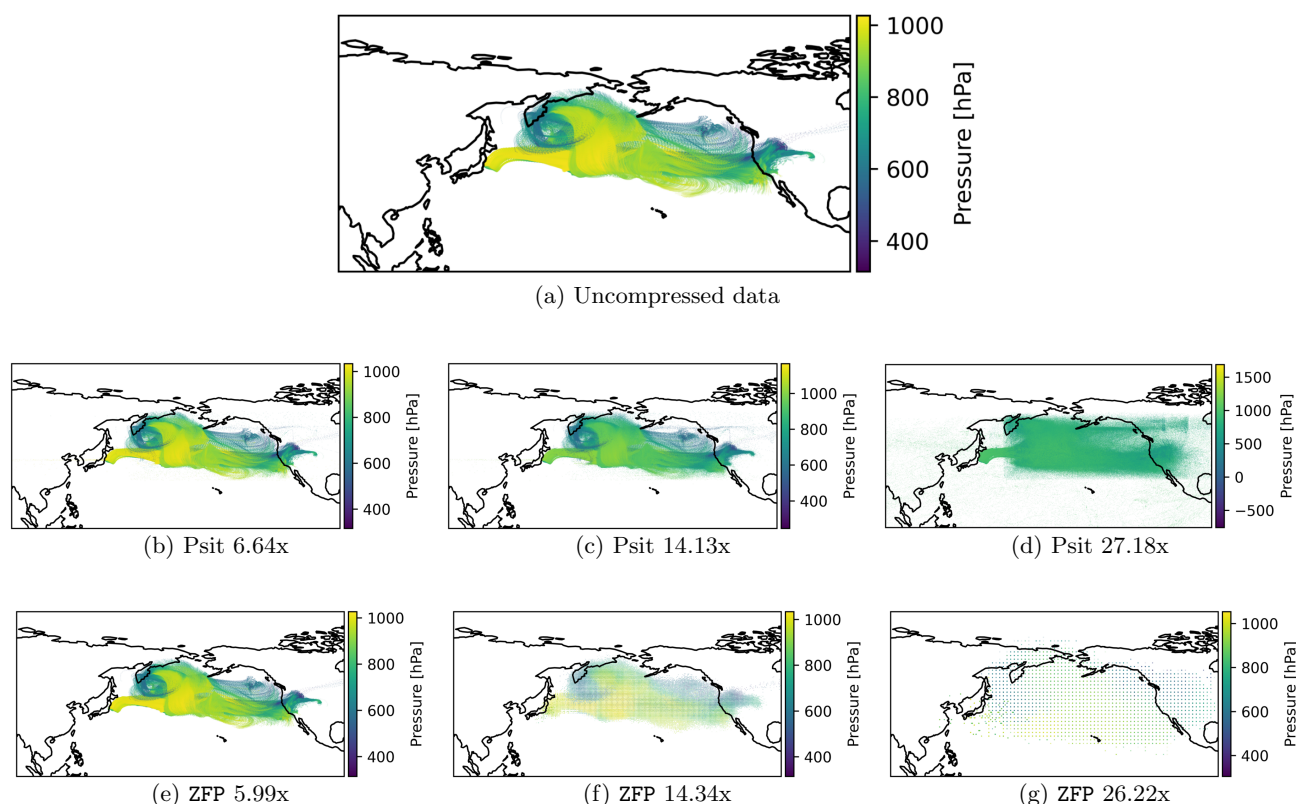 1000
800
600
400
Pressure [hPa]
(a) Uncompressed data
1000
800
600
400
Pressure [hPa]
(b) Psit 6.64x
1000
800
600
400
Pressure [hPa]
(c) Psit 14.13x
1500
1000
500
0
−500
Pressure [hPa]
(d) Psit 27.18x
1000
800
600
400
Pressure [hPa]
(e) ZFP 5.99x
1000
800
600
400
Pressure [hPa]
(f) ZFP 14.34x
1000
800
600
400
Pressure [hPa]
(g) ZFP 26.22x